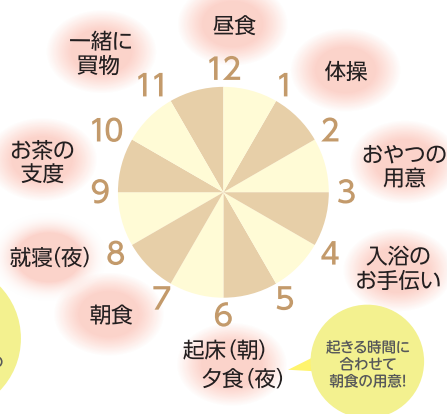 昼食
12
体操
1
2
おやつの
用意
3
入浴の
お手伝い
4
5
起床（朝）
夕食（夜）
6
起きる時間に
合わせて
朝食の用意!
朝食
7
就寝（夜）
8
お茶の
支度
9
10
一緒に
買物
11